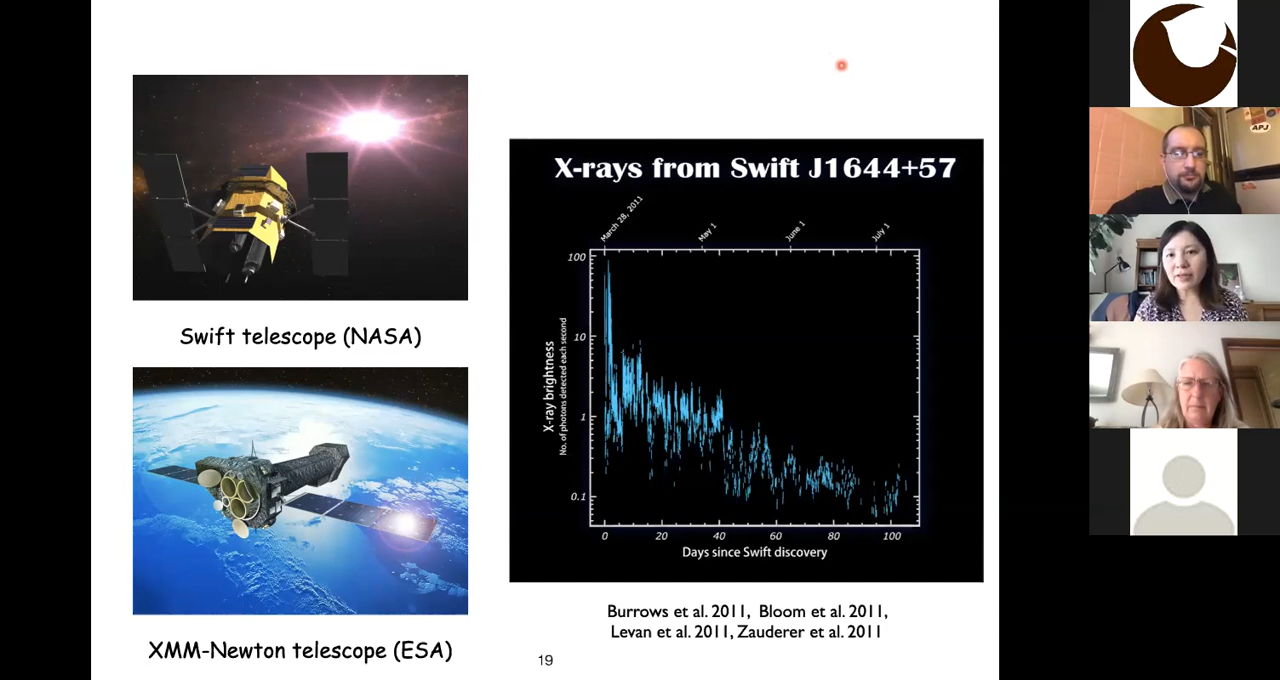 Swift telescope (NASA)
XMM-Newton telescope (ESA)
X-rays from Swift J1644+57
March 28, 2011
May 1
June 1
July 1
X-ray brightness
No. of photons detected each second
100
10
1
0.1
0
20
40
60
80
100
Days since Swift discovery
Burrows et al. 2011, Bloom et al. 2011,
Levan et al. 2011, Zauderer et al. 2011
19
APJ